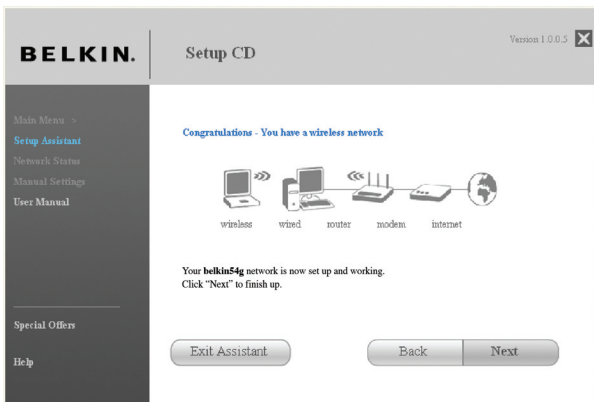 BELKIN.
Setup CD
Version 1.0.0.5
Main Menu >
Setup Assistant
Network Status
Manual Settings
User Manual
Special Offers
Help
Congratulations - You have a wireless network
wireless wired router modem internet
Your belkin54g network is now set up and working.
Click "Next" to finish up.
Exit Assistant
Back
Next